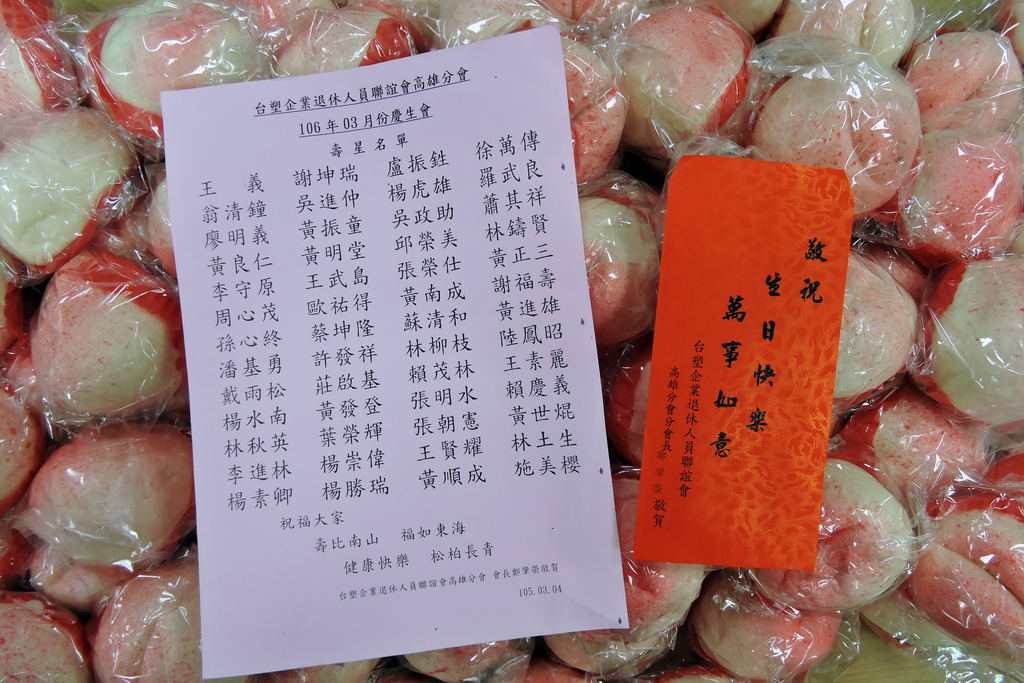 台塑企業退休人員聯誼會高雄分會
106 年 03 月份慶生會
壽 星 名 單
王 義 謝坤瑞 盧振鉎 徐萬傳
翁清鐘 吳進仲 楊虎雄 羅武良
廖明義 黃振童 吳政助 蕭其祥
黃良仁 黃明堂 邱榮美 林鑄賢
李守原 王武島 張榮仕 黃正三
周心茂 歐祐得 黃南成 謝福壽
孫心終 蔡坤隆 蘇清和 黃進雄
潘基勇 許發祥 林柳枝 陸鳳昭
戴雨松 莊啟基 賴茂林 王素麗
楊水南 黃發登 張明水 賴慶義
林秋英 葉榮輝 張朝憲 黃世焜
李進林 楊崇偉 王賢耀 林土生
楊素卿 楊勝瑞 黃順成 施美櫻
祝福大家
壽比南山 福如東海
健康快樂 松柏長青
台塑企業退休人員聯誼會高雄分會 會長鄭肇榮敬賀
105.03.04
敬祝
生日快樂
萬事如意
台塑企業退休人員聯誼會
高雄分會分會長 榮敬賀